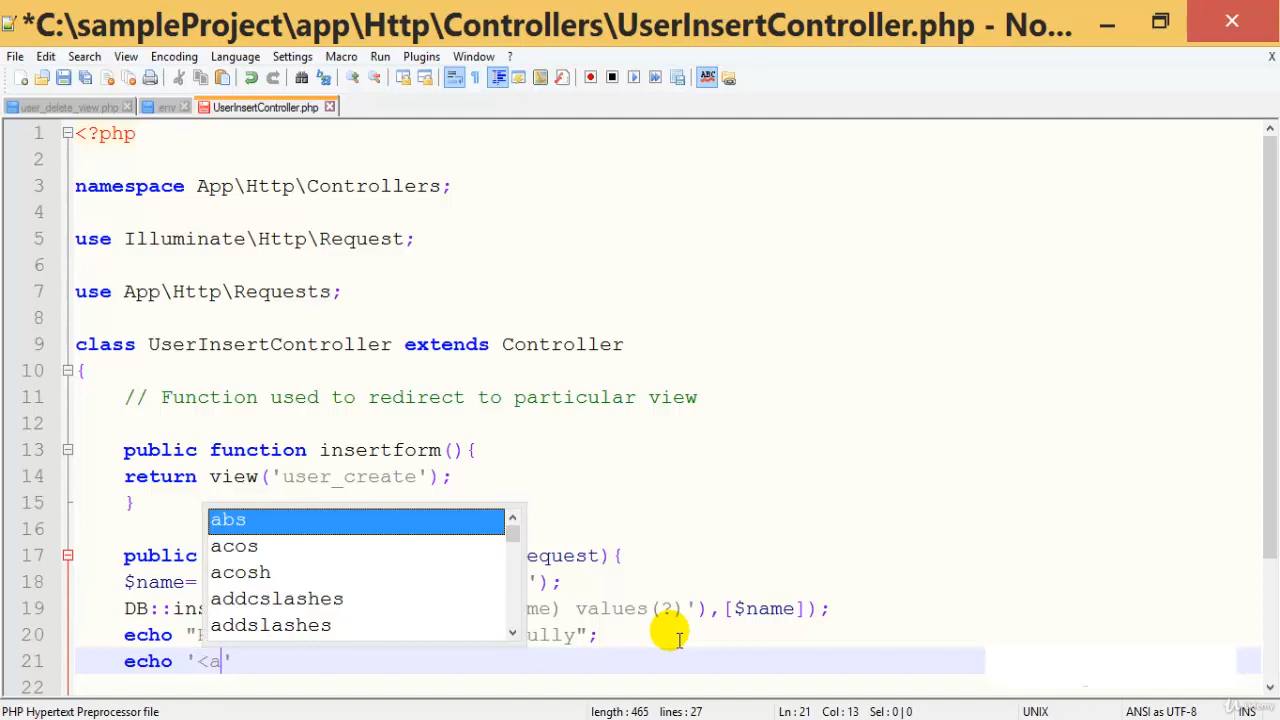 *C:\sampleProject\app\Http\Controllers\UserInsertController.php - No...
File Edit Search View Encoding Language Settings Macro Run Plugins Window ? X
ABC
user_delete_view.php env UserInsertController.php
1 <?php
2
3 namespace App\Http\Controllers;
4
5 use Illuminate\Http\Request;
6
7 use App\Http\Requests;
8
9 class UserInsertController extends Controller
10 {
11 // Function used to redirect to particular view
12
13 public function insertform(){
14 return view('user_create');
15 }
16
17 public equest){
18 $name= ');
19 DB::ins me) values(?)'),[$name]);
20 echo "R ully";
21 echo '<a'
22
abs
acos
acosh
addcslashes
addslashes
PHP Hypertext Preprocessor file length: 465 lines: 27 Ln: 21 Col: 13 Sel: 0 | 0 UNIX ANSI as UTF-8 INS
Udemy